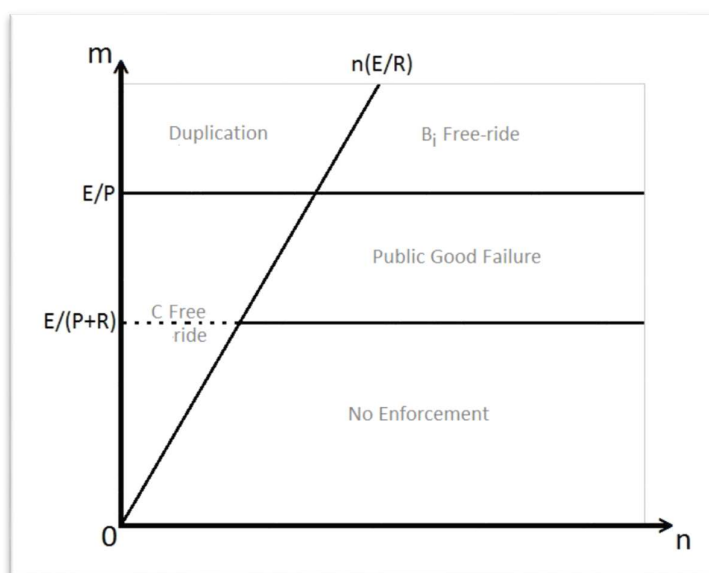 m
n(E/R)
Duplication
Bi Free-ride
E/P
Public Good Failure
C Free
ride
E/(P+R)
No Enforcement
0
n